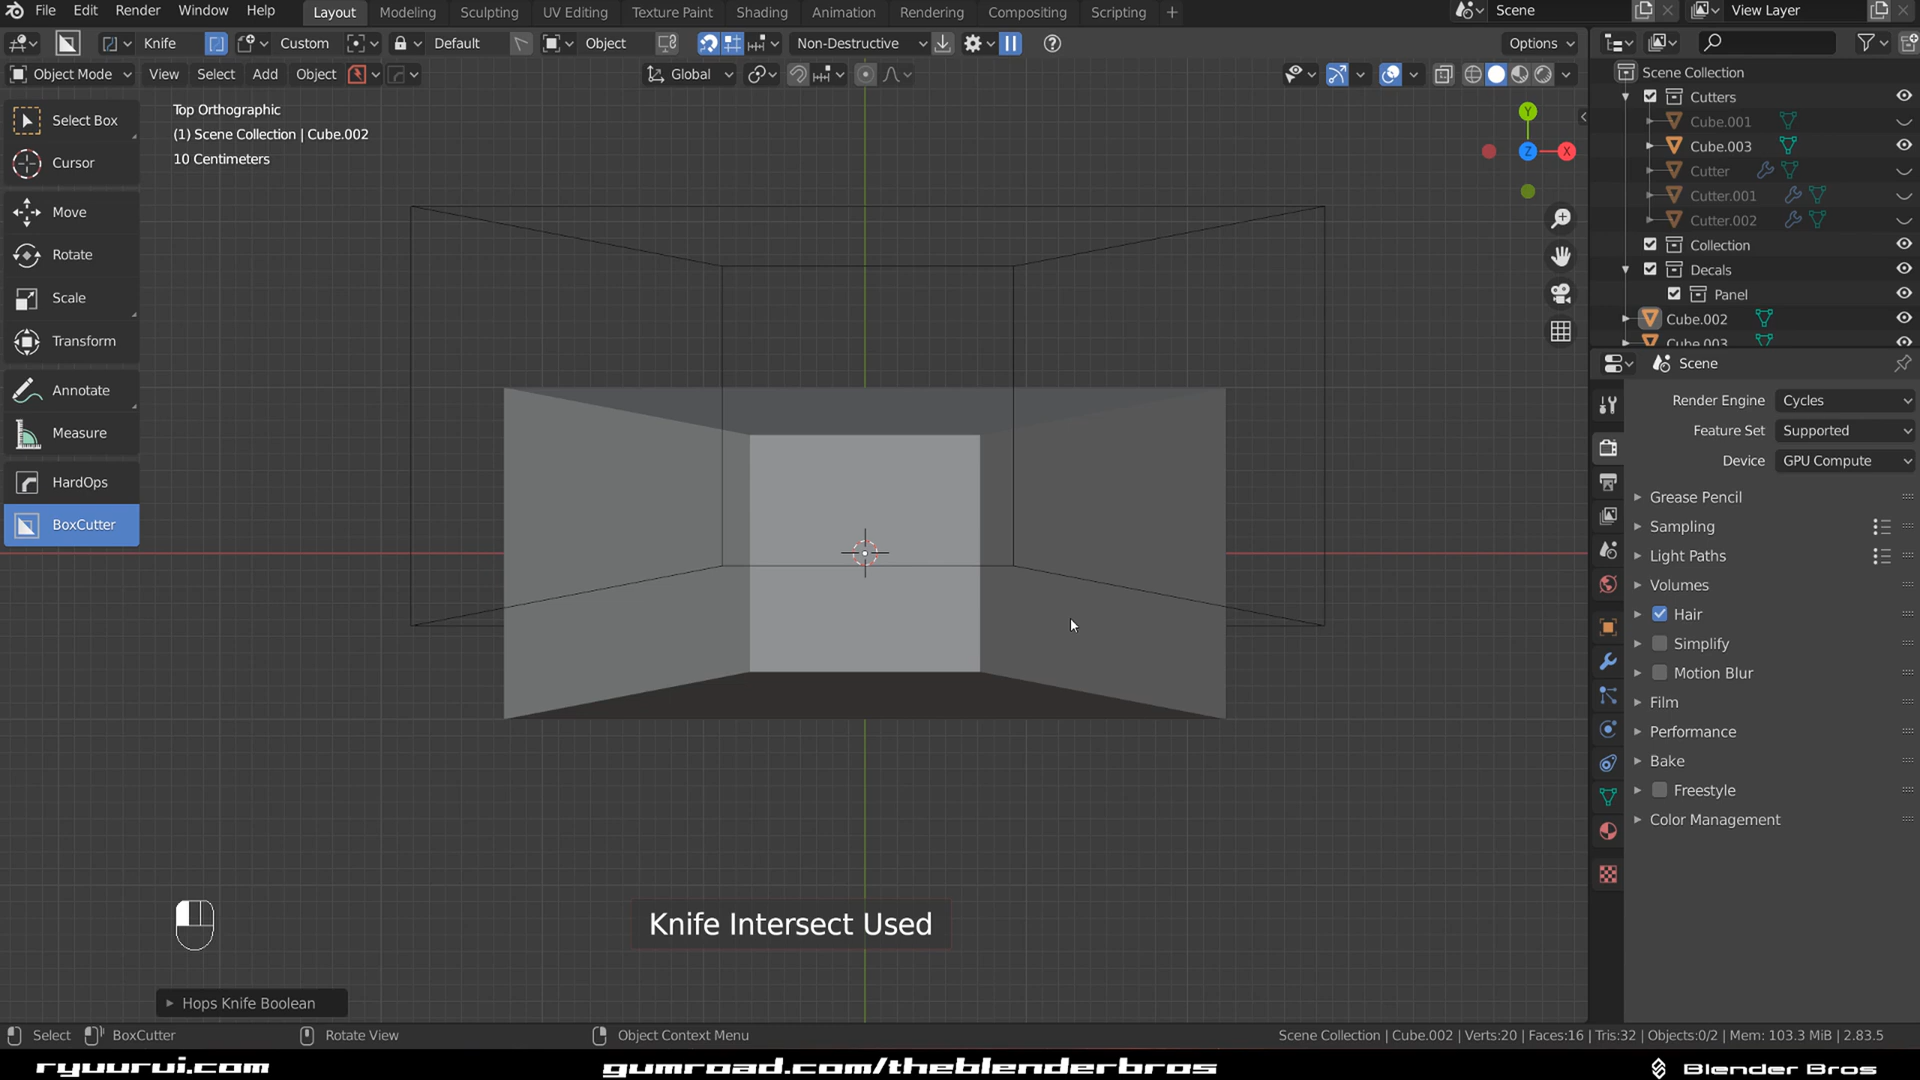 File Edit Render Window Help Layout Modeling Sculpting UV Editing Texture Paint Shading Animation Rendering Compositing Scripting + Scene View Layer
Knife Custom Default Object Non-Destructive Options
Object Mode View Select Add Object Global
Top Orthographic
(1) Scene Collection | Cube.002
10 Centimeters
Select Box
Cursor
Move
Rotate
Scale
Transform
Annotate
Measure
HardOps
BoxCutter
Y
Z
X
Scene Collection
Cutters
Cube.001
Cube.003
Cutter
Cutter.001
Cutter.002
Collection
Decals
Panel
Cube.002
Cube.003
Scene
Render Engine Cycles
Feature Set Supported
Device GPU Compute
Grease Pencil
Sampling
Light Paths
Volumes
Hair
Simplify
Motion Blur
Film
Performance
Bake
Freestyle
Color Management
Knife Intersect Used
Hops Knife Boolean
Select BoxCutter Rotate View Object Context Menu Scene Collection | Cube.002 | Verts:20 | Faces:16 | Tris:32 | Objects:0/2 | Mem: 103.3 MiB | 2.83.5
ryuurui.com gumroad.com/theblenderbros Blender Bros